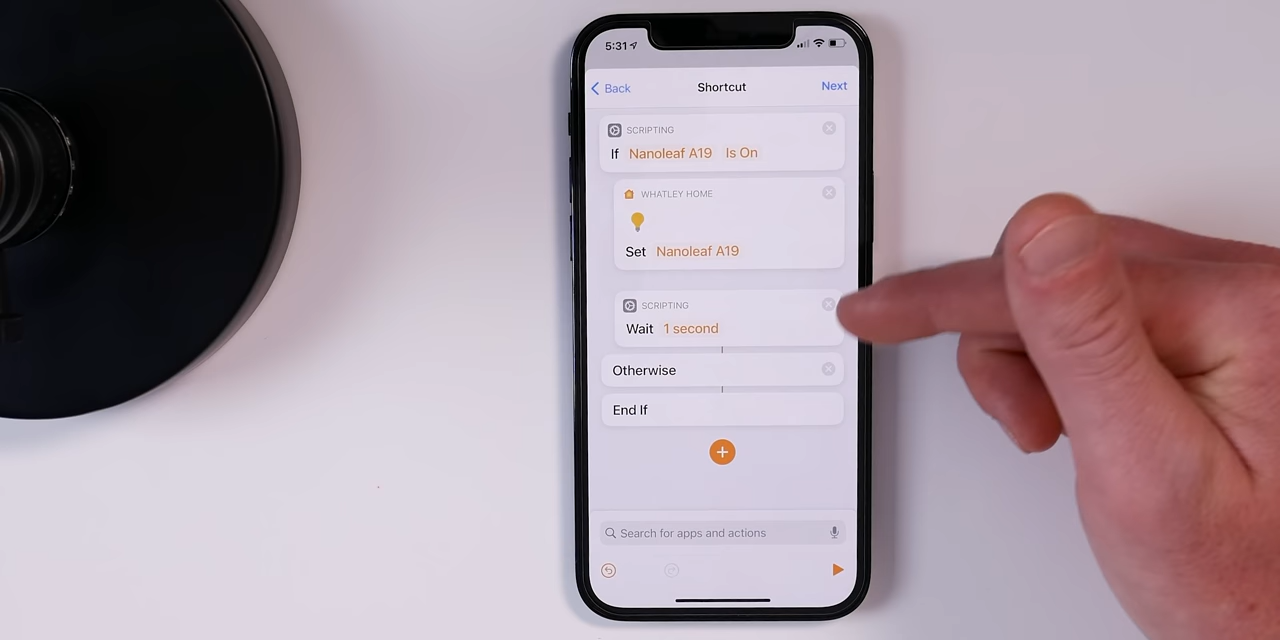 5:31
Back
Shortcut
Next
SCRIPTING
If Nanoleaf A19 Is On
WHATLEY HOME
Set Nanoleaf A19
SCRIPTING
Wait 1 second
Otherwise
End If
Search for apps and actions